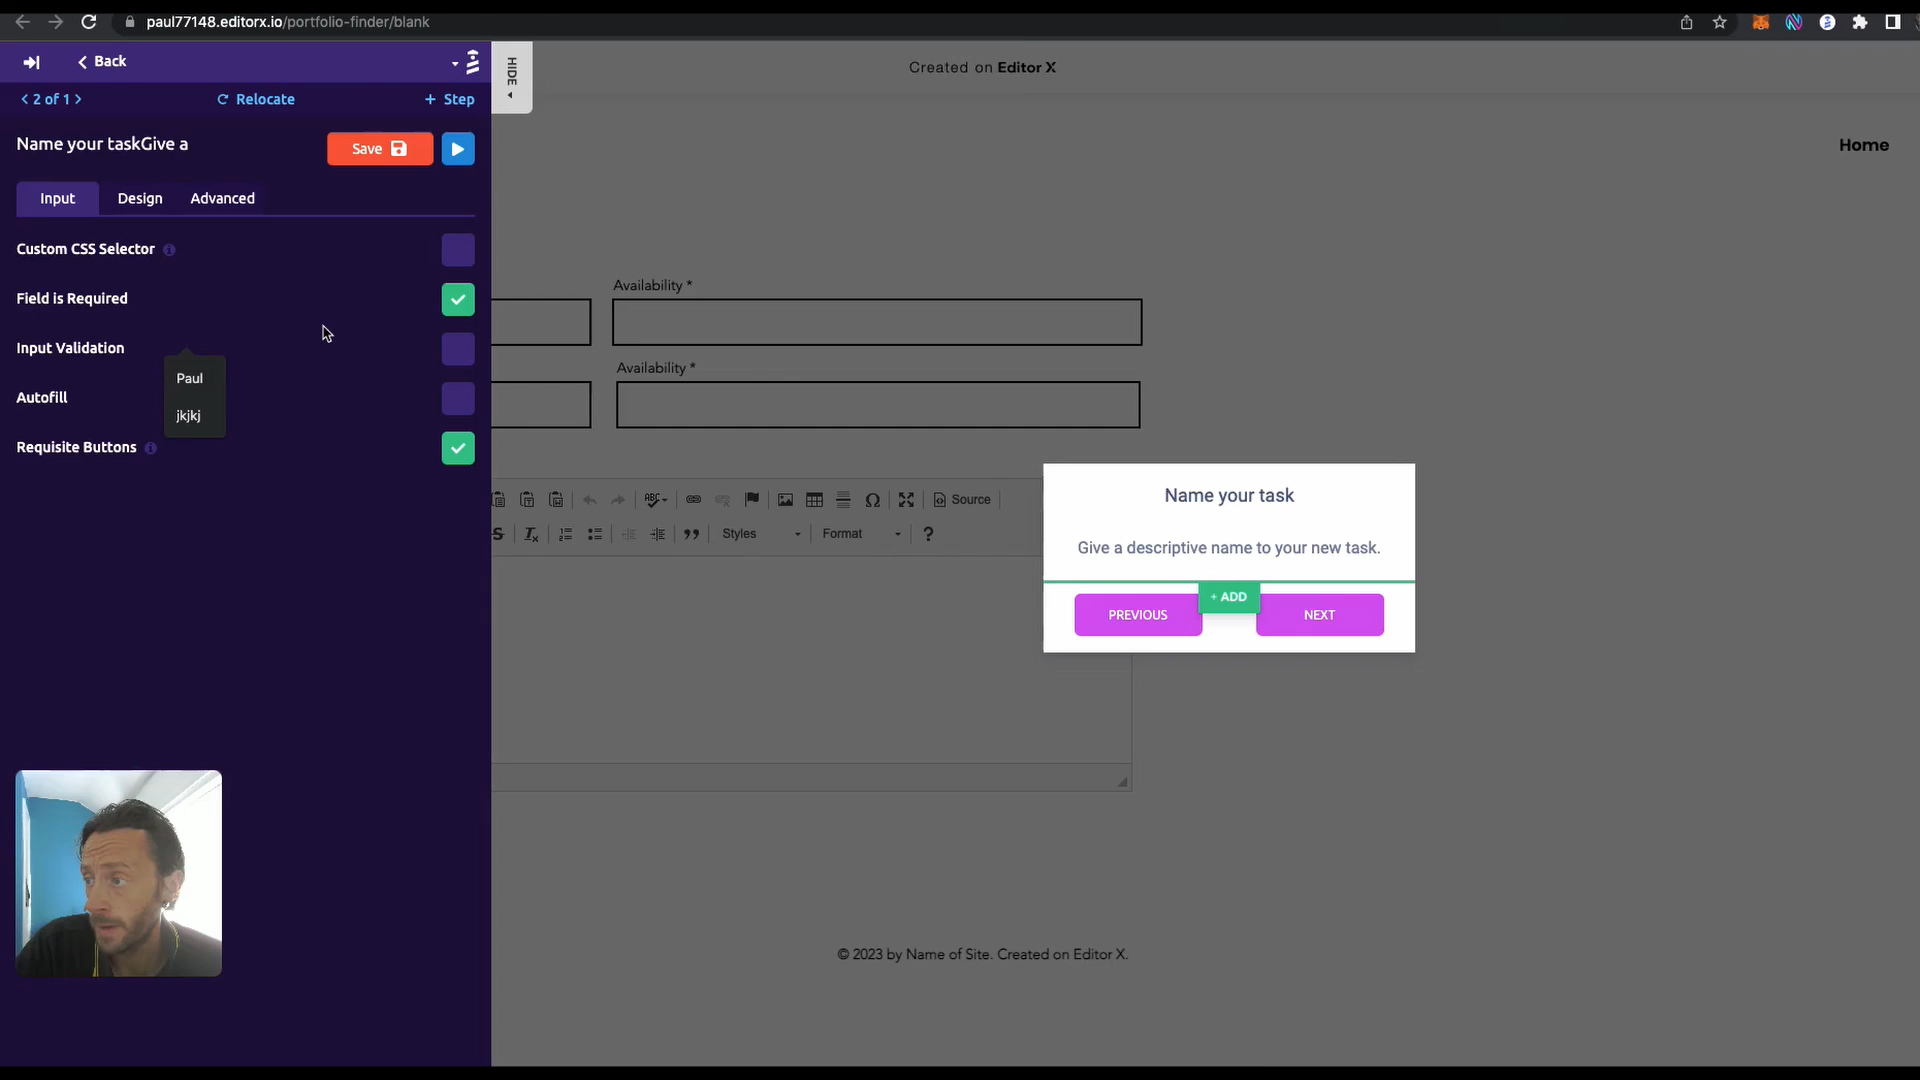 paul77148.editorx.io/portfolio-finder/blank
Back
HIDE
Created on Editor X
2 of 1
Relocate
+ Step
Name your taskGive a
Save
Home
Input
Design
Advanced
Custom CSS Selector
Field is Required
Availability *
Input Validation
Paul
Availability *
Autofill
jkjkj
Requisite Buttons
Source
Styles
Format
?
Name your task
Give a descriptive name to your new task.
+ ADD
PREVIOUS
NEXT
© 2023 by Name of Site. Created on Editor X.